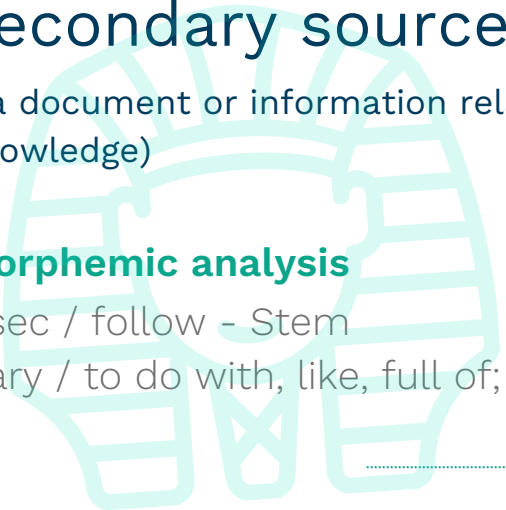 econdary source
a document or information rel
owledge)
orphemic analysis
sec / follow - Stem
ary / to do with, like, full of;